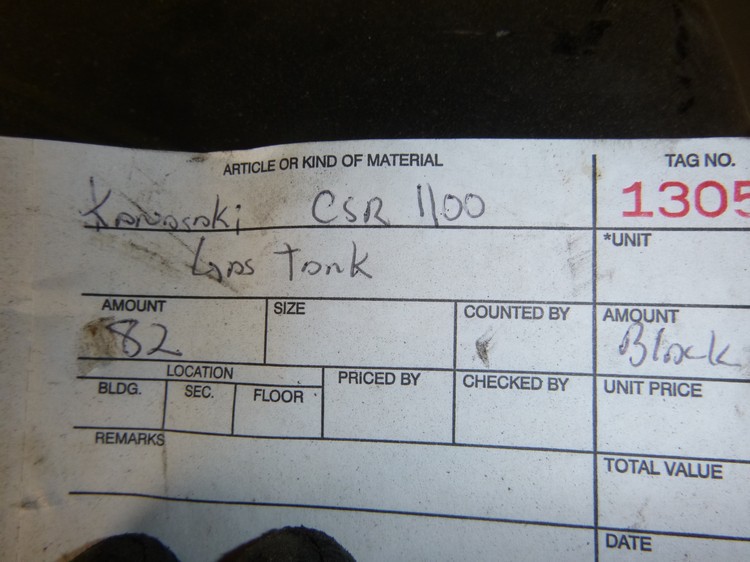 ARTICLE OR KIND OF MATERIAL TAG NO.
Kawasaki CSR 1100 1305
*UNIT
Gas Tank
AMOUNT SIZE COUNTED BY AMOUNT
82 Black
LOCATION PRICED BY CHECKED BY UNIT PRICE
BLDG. SEC. FLOOR
REMARKS
TOTAL VALUE
DATE